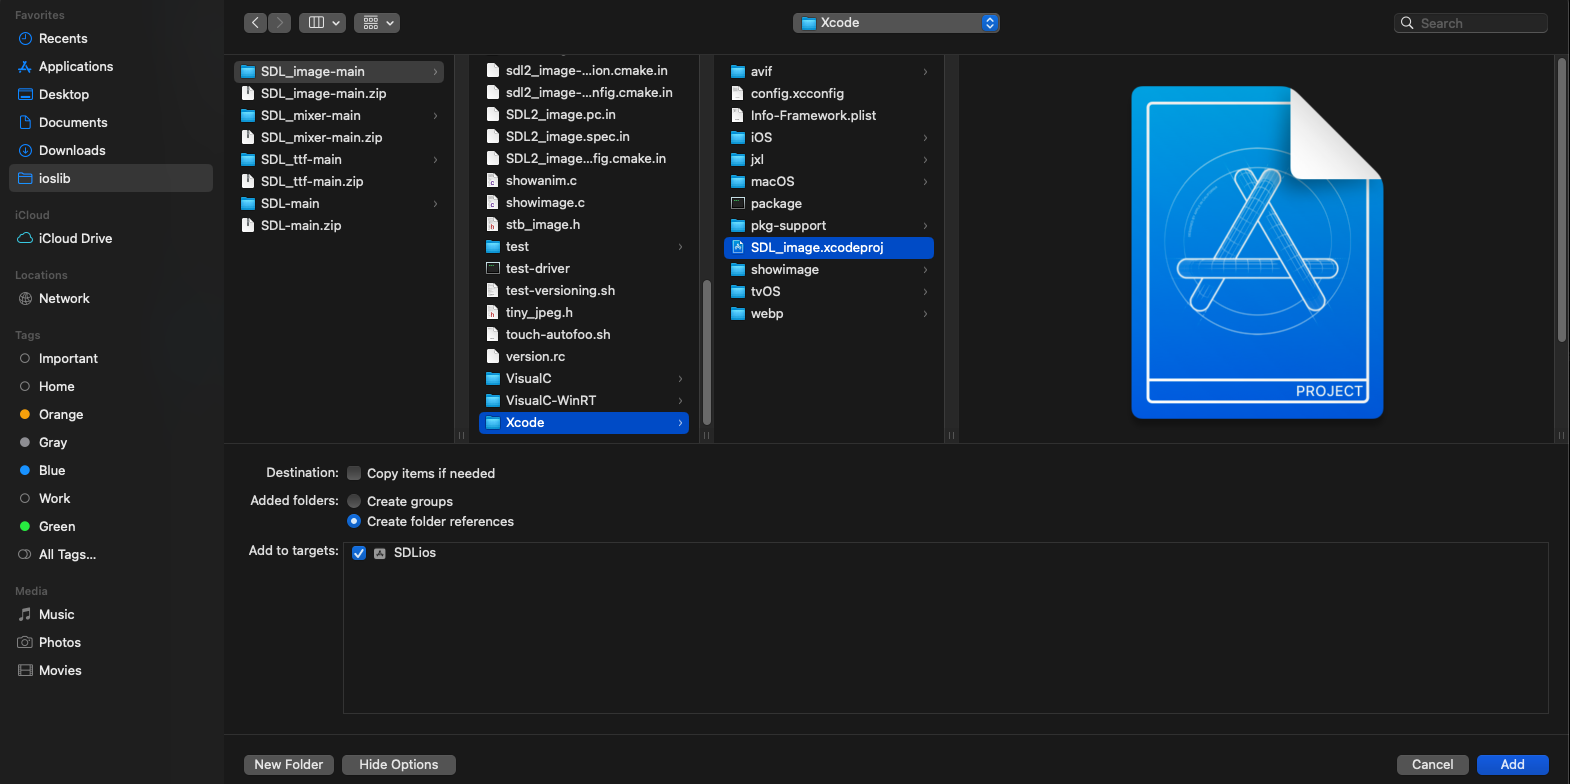 Favorites
Recents
Applications
Desktop
Documents
Downloads
ioslib
iCloud
iCloud Drive
Locations
Network
Tags
Important
Home
Orange
Gray
Blue
Work
Green
All Tags...
Media
Music
Photos
Movies
Xcode
Search
SDL_image-main
SDL_image-main.zip
SDL_mixer-main
SDL_mixer-main.zip
SDL_ttf-main
SDL_ttf-main.zip
SDL-main
SDL-main.zip
sdl2_image-...ion.cmake.in
sdl2_image-...nfig.cmake.in
SDL2_image.pc.in
SDL2_image.spec.in
SDL2_image...fig.cmake.in
showanim.c
showimage.c
stb_image.h
test
test-driver
test-versioning.sh
tiny_jpeg.h
touch-autofoo.sh
version.rc
VisualC
VisualC-WinRT
Xcode
avif
config.xcconfig
Info-Framework.plist
iOS
jxl
macOS
package
pkg-support
SDL_image.xcodeproj
showimage
tvOS
webp
PROJECT
Destination: Copy items if needed
Added folders: Create groups
Create folder references
Add to targets: SDLios
New Folder Hide Options Cancel Add